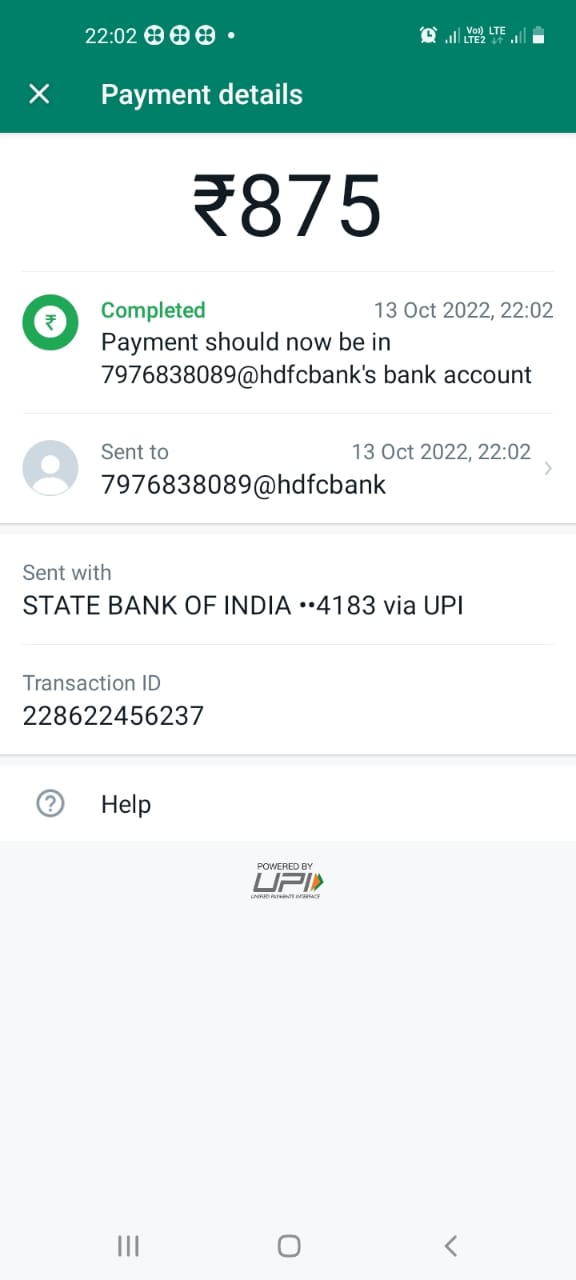 22:02
Vo) LTE
LTE2
Payment details
₹875
Completed 13 Oct 2022, 22:02
Payment should now be in
7976838089@hdfcbank's bank account
Sent to 13 Oct 2022, 22:02
7976838089@hdfcbank
Sent with
STATE BANK OF INDIA ••4183 via UPI
Transaction ID
228622456237
Help
POWERED BY
UPI
UNIFIED PAYMENTS INTERFACE